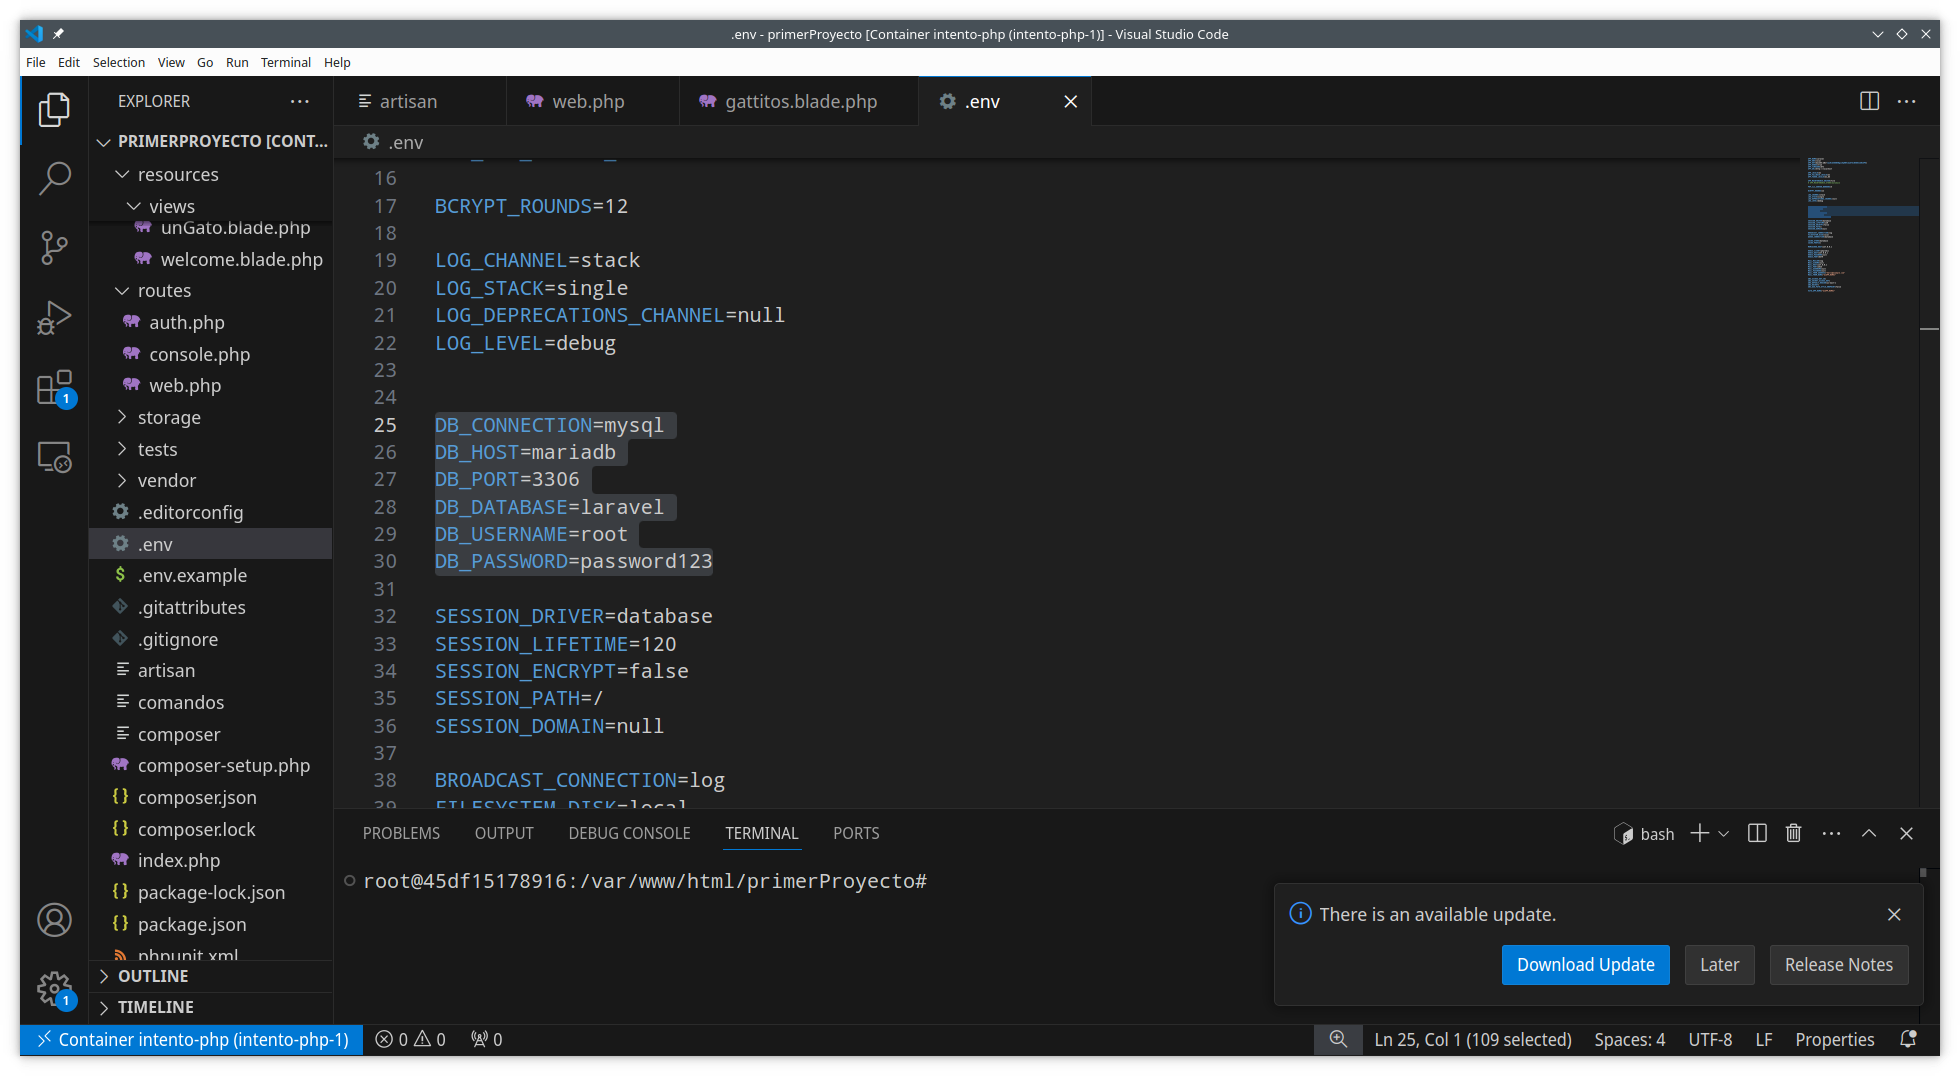 .env - primerProyecto [Container intento-php (intento-php-1)] - Visual Studio Code
File Edit Selection View Go Run Terminal Help
EXPLORER
PRIMERPROYECTO [CONT...
resources
views
unGato.blade.php
welcome.blade.php
routes
auth.php
console.php
web.php
storage
tests
vendor
.editorconfig
.env
.env.example
.gitattributes
.gitignore
artisan
comandos
composer
composer-setup.php
composer.json
composer.lock
index.php
package-lock.json
package.json
phpunit.xml
OUTLINE
TIMELINE
1
1
artisan web.php gattitos.blade.php .env
.env
16
17 BCRYPT_ROUNDS=12
18
19 LOG_CHANNEL=stack
20 LOG_STACK=single
21 LOG_DEPRECATIONS_CHANNEL=null
22 LOG_LEVEL=debug
23
24
25 DB_CONNECTION=mysql
26 DB_HOST=mariadb
27 DB_PORT=3306
28 DB_DATABASE=laravel
29 DB_USERNAME=root
30 DB_PASSWORD=password123
31
32 SESSION_DRIVER=database
33 SESSION_LIFETIME=120
34 SESSION_ENCRYPT=false
35 SESSION_PATH=/
36 SESSION_DOMAIN=null
37
38 BROADCAST_CONNECTION=log
39 FILESYSTEM_DISK=local
PROBLEMS OUTPUT DEBUG CONSOLE TERMINAL PORTS
bash
root@45df15178916:/var/www/html/primerProyecto#
There is an available update.
Download Update Later Release Notes
Container intento-php (intento-php-1) 0 0 0 Ln 25, Col 1 (109 selected) Spaces: 4 UTF-8 LF Properties